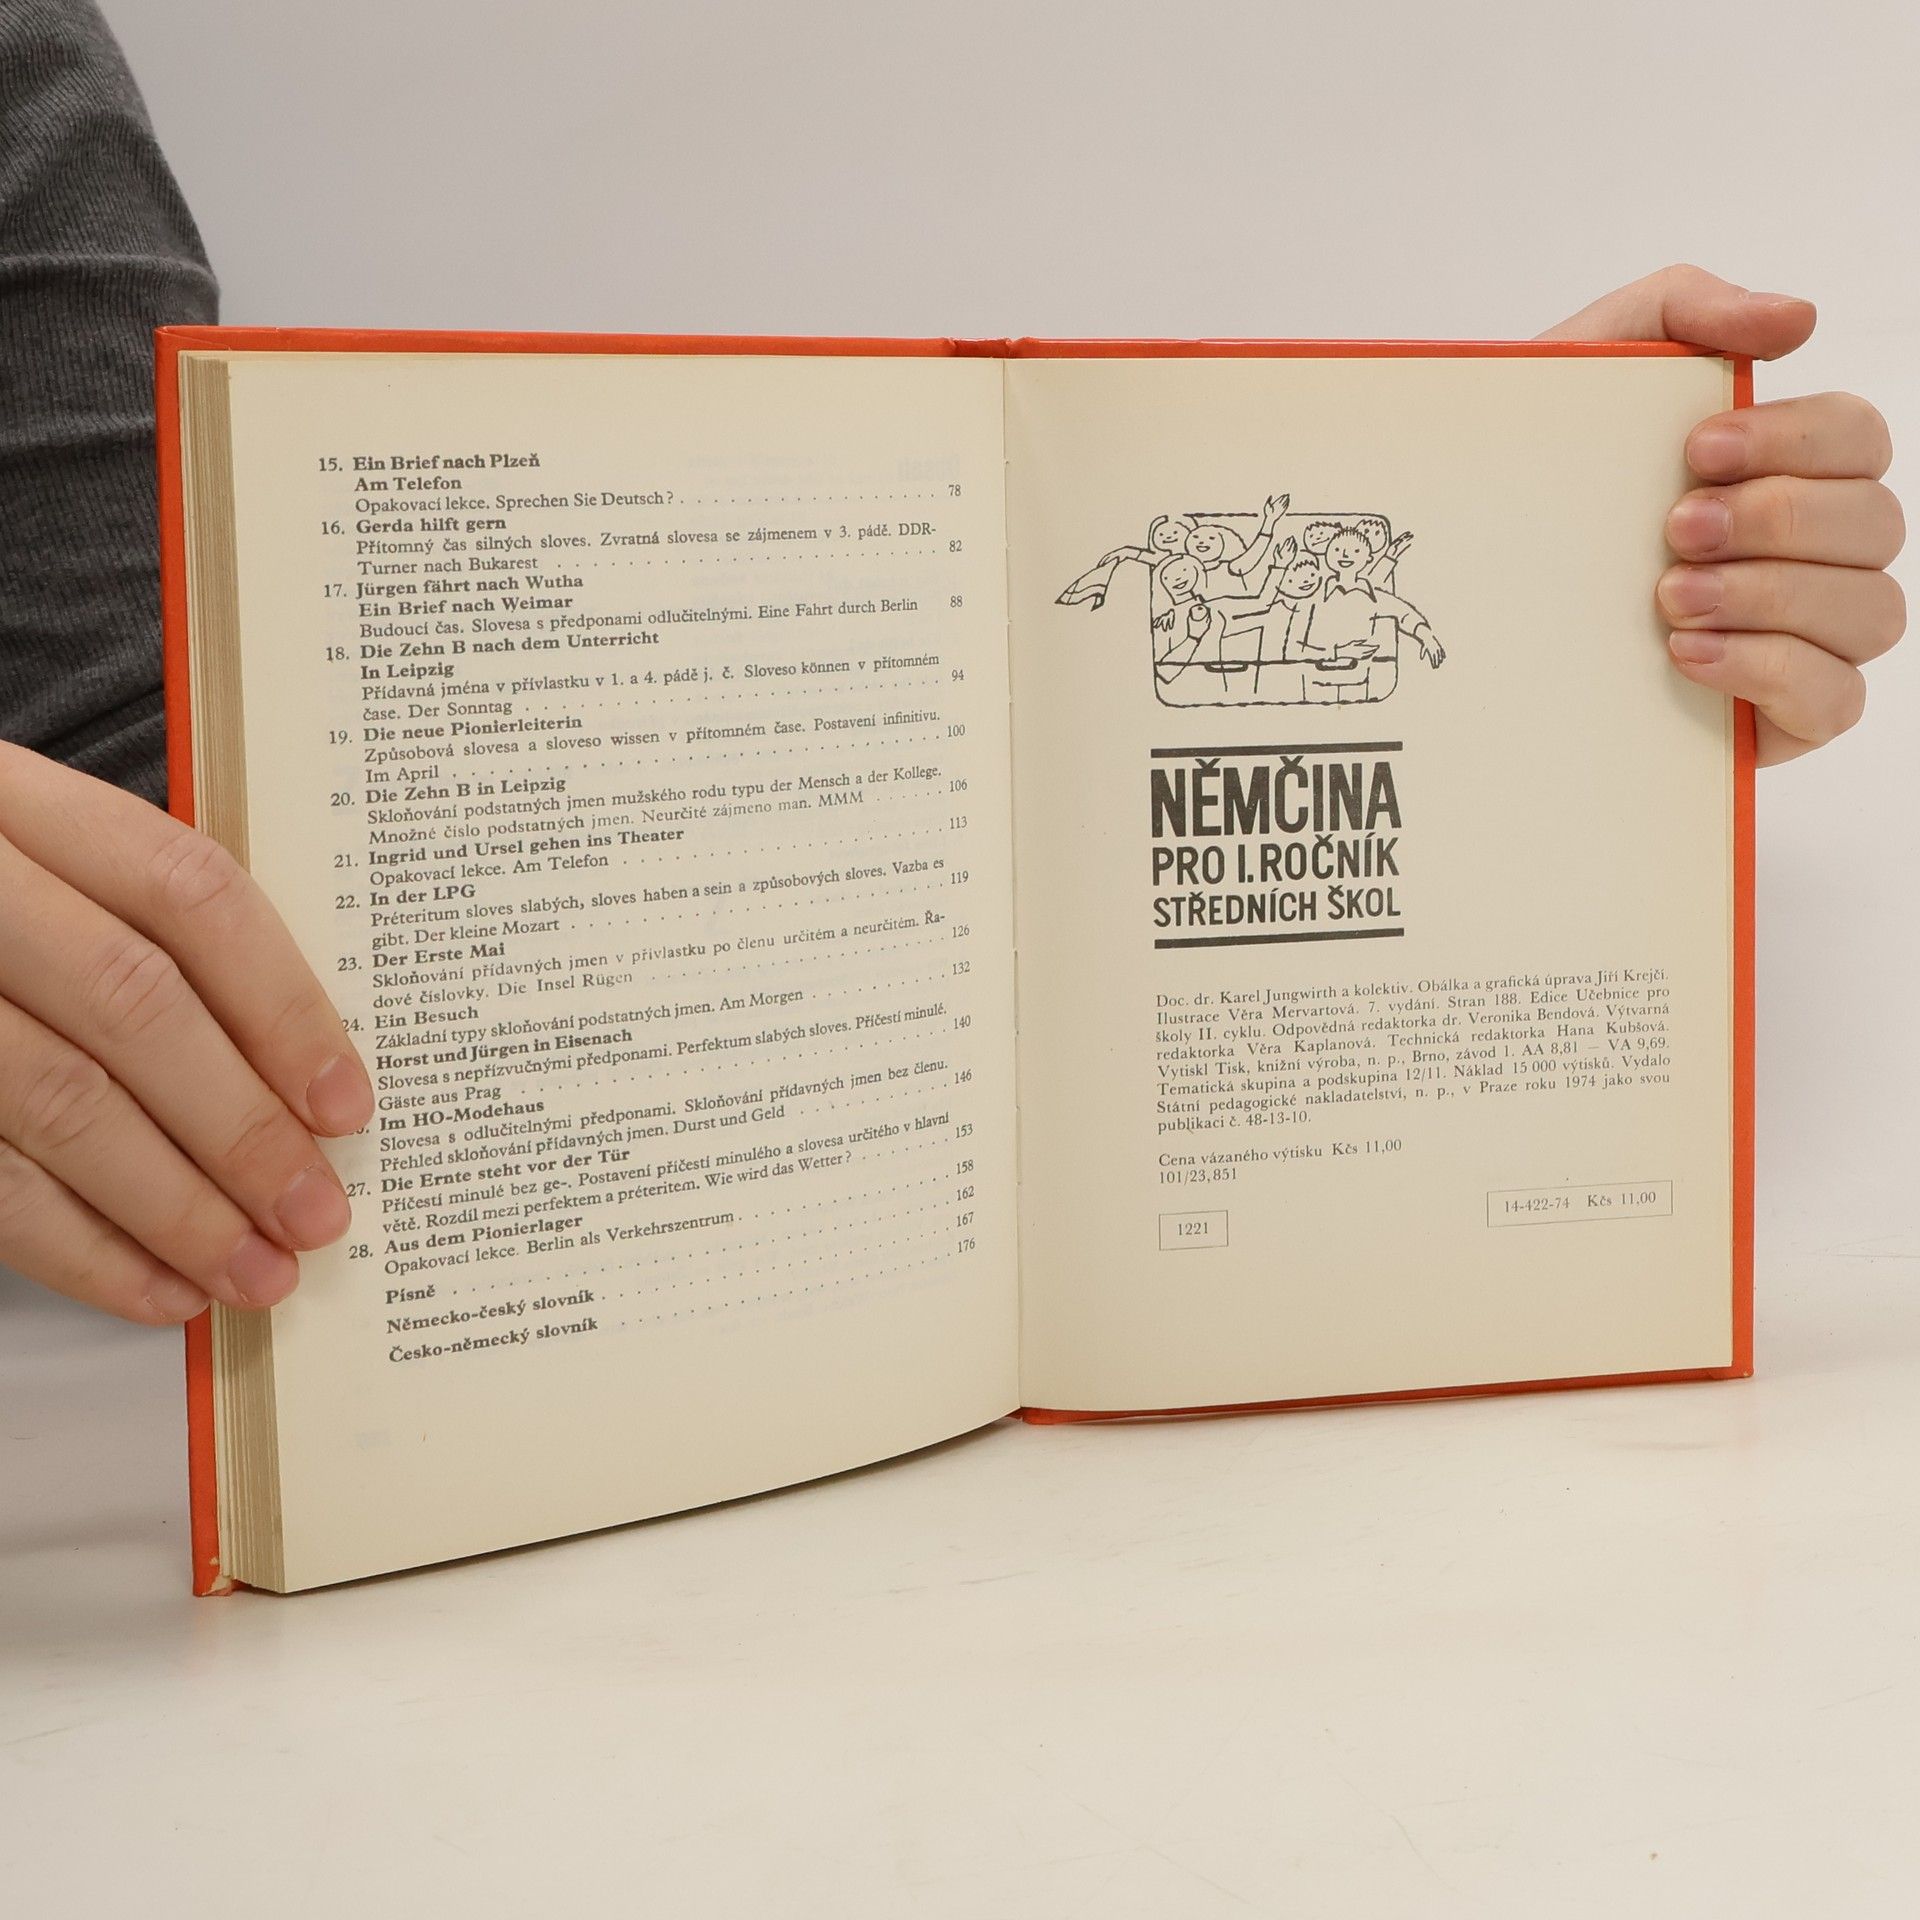 15. Ein Brief nach Plzeň
Am Telefon
Opakovací lekce. Sprechen Sie Deutsch? . . . . . . . . . . . . . . . . . 78
16. Gerda hilft gern
Přítomný čas silných sloves. Zvratná slovesa se zájmenem v 3. pádě. DDR-
Turner nach Bukarest . . . . . . . . . . . . . . . . . 82
17. Jürgen fährt nach Wutha
Ein Brief nach Weimar
Budoucí čas. Slovesa s předponami odlučitelnými. Eine Fahrt durch Berlin 88
18. Die Zehn B nach dem Unterricht
In Leipzig
Přídavná jména v přívlastku v 1. a 4. pádě j. č. Sloveso können v přítomném
čase. Der Sonntag . . . . . . . . . . . . . . . . . 94
19. Die neue Pionierleiterin
Způsobová slovesa a sloveso wissen v přítomném čase. Postavení infinitivu.
Im April . . . . . . . . . . . . . . . . . 100
20. Die Zehn B in Leipzig
Skloňování podstatných jmen mužského rodu typu der Mensch a der Kollege.
Množné číslo podstatných jmen. Neurčité zájmeno man. MMM . . . . . . 106
21. Ingrid und Ursel gehen ins Theater
Opakovací lekce. Am Telefon . . . . . . . . . . . . . . . . . 113
22. In der LPG
Préteritum sloves slabých, sloves haben a sein a způsobových sloves. Vazba es
gibt. Der kleine Mozart . . . . . . . . . . . . . . . . . 119
23. Der Erste Mai
Skloňování přídavných jmen v přívlastku po členu určitém a neurčitém. Řa-
dové číslovky. Die Insel Rügen . . . . . . . . . . . . . . . . . 126
24. Ein Besuch
Základní typy skloňování podstatných jmen. Am Morgen . . . . . . . . . 132
Horst und Jürgen in Eisenach
Slovesa s nepřízvučnými předponami. Perfektum slabých sloves. Příčestí minulé.
Gäste aus Prag . . . . . . . . . . . . . . . . . 140
Im HO-Modehaus
Slovesa s odlučitelnými předponami. Skloňování přídavných jmen bez členu.
Přehled skloňování přídavných jmen. Durst und Geld . . . . . . . . . 146
27. Die Ernte steht vor der Tür
Příčestí minulé bez ge-. Postavení příčestí minulého a slovesa určitého v hlavní
větě. Rozdíl mezi perfektem a préteritem. Wie wird das Wetter? . . . . . . 153
28. Aus dem Pionierlager
Opakovací lekce. Berlin als Verkehrszentrum . . . . . . . . . . . . . 158
Písně . . . . . . . . . . . . . . . . . 162
Německo-český slovník . . . . . . . . . . . . . . . . . 167
Česko-německý slovník . . . . . . . . . . . . . . . . . 176
NĚMČINA
PRO I. ROČNÍK
STŘEDNÍCH ŠKOL
Doc. dr. Karel Jungwirth a kolektiv. Obálka a grafická úprava Jiří Krejčí.
Ilustrace Věra Mervartová. 7. vydání. Stran 188. Edice Učebnice pro
školy II. cyklu. Odpovědná redaktorka dr. Veronika Bendová. Výtvarná
redaktorka Věra Kaplanová. Technická redaktorka Hana Kubšová.
Vytiskl Tisk, knižní výroba, n. p., Brno, závod 1. AA 8,81 — VA 9,69.
Tematická skupina a podskupina 12/11. Náklad 15 000 výtisků. Vydalo
Státní pedagogické nakladatelství, n. p., v Praze roku 1974 jako svou
publikaci č. 48-13-10.
Cena vázaného výtisku Kčs 11,00
101/23,851
1221
14-422-74 Kčs 11,00